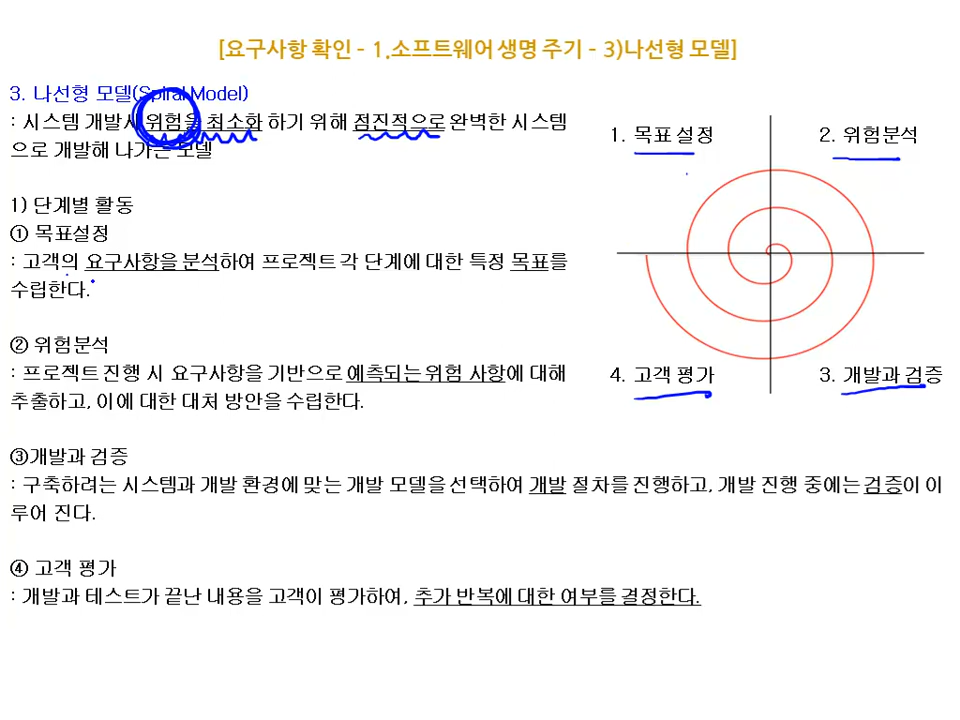 [요구사항 확인 - 1.소프트웨어 생명 주기 - 3)나선형 모델]
3. 나선형 모델(Spiral Model)
: 시스템 개발시 위험을 최소화 하기 위해 점진적으로 완벽한 시스템
으로 개발해 나가는 모델
1) 단계별 활동
① 목표설정
: 고객의 요구사항을 분석하여 프로젝트 각 단계에 대한 특정 목표를
수립한다.
② 위험분석
: 프로젝트 진행 시 요구사항을 기반으로 예측되는 위험 사항에 대해
추출하고, 이에 대한 대처 방안을 수립한다.
③개발과 검증
: 구축하려는 시스템과 개발 환경에 맞는 개발 모델을 선택하여 개발 절차를 진행하고, 개발 진행 중에는 검증이 이
루어 진다.
④ 고객 평가
: 개발과 테스트가 끝난 내용을 고객이 평가하여, 추가 반복에 대한 여부를 결정한다.
1. 목표 설정
2. 위험분석
4. 고객 평가
3. 개발과 검증